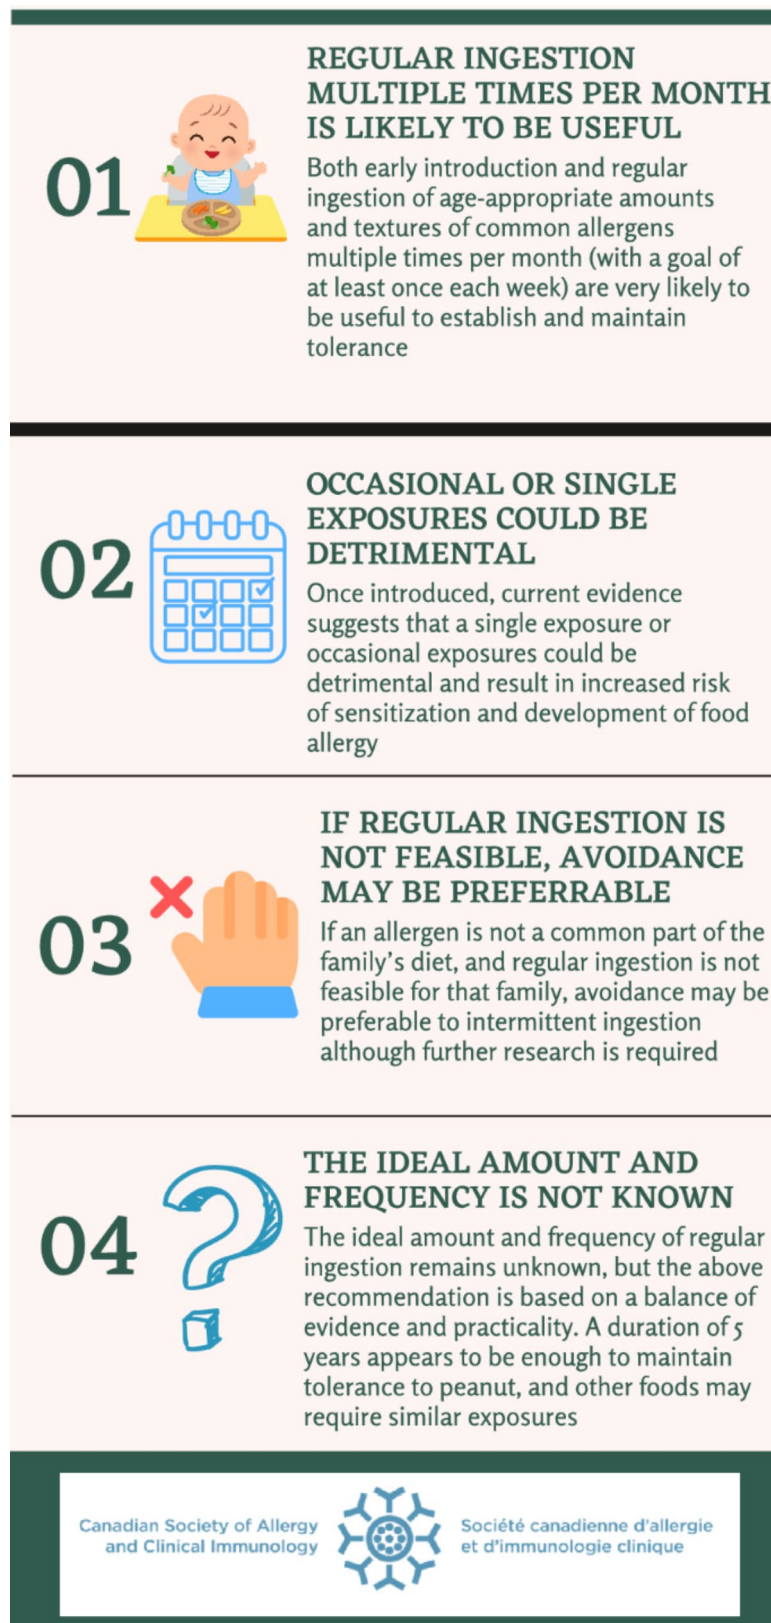 01
REGULAR INGESTION
MULTIPLE TIMES PER MONTH
IS LIKELY TO BE USEFUL
Both early introduction and regular
ingestion of age-appropriate amounts
and textures of common allergens
multiple times per month (with a goal of
at least once each week) are very likely to
be useful to establish and maintain
tolerance
02
OCCASIONAL OR SINGLE
EXPOSURES COULD BE
DETRIMENTAL
Once introduced, current evidence
suggests that a single exposure or
occasional exposures could be
detrimental and result in increased risk
of sensitization and development of food
allergy
03
IF REGULAR INGESTION IS
NOT FEASIBLE, AVOIDANCE
MAY BE PREFERRABLE
If an allergen is not a common part of the
family's diet, and regular ingestion is not
feasible for that family, avoidance may be
preferable to intermittent ingestion
although further research is required
04
THE IDEAL AMOUNT AND
FREQUENCY IS NOT KNOWN
The ideal amount and frequency of regular
ingestion remains unknown, but the above
recommendation is based on a balance of
evidence and practicality. A duration of 5
years appears to be enough to maintain
tolerance to peanut, and other foods may
require similar exposures
Canadian Society of Allergy
and Clinical Immunology
Société canadienne d'allergie
et d'immunologie clinique